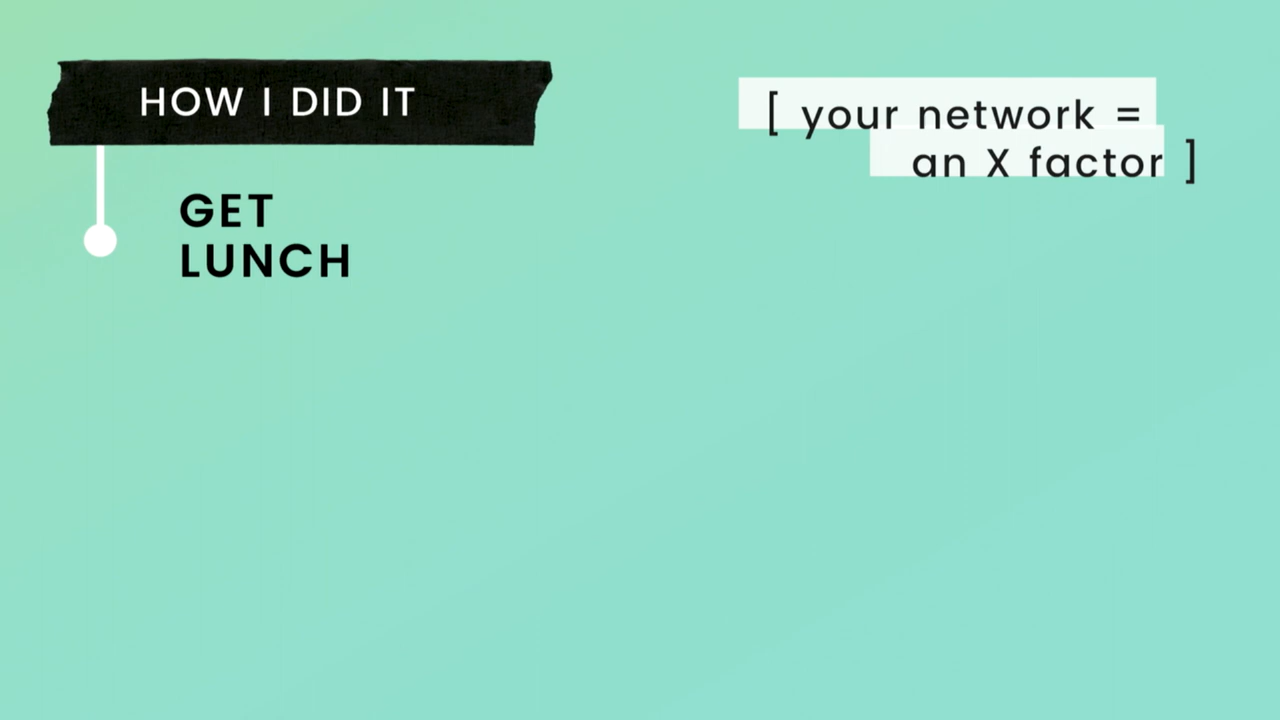 HOW I DID IT
GET
LUNCH
[ your network =
an X factor ]